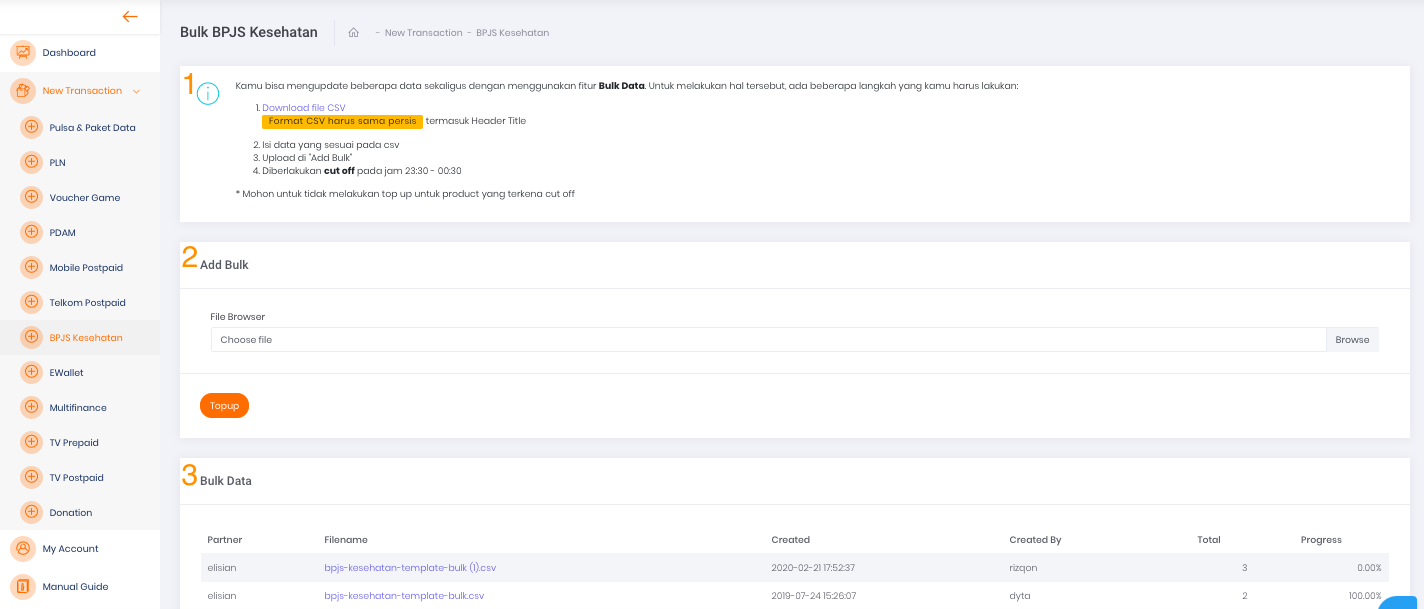 Bulk BPJS Kesehatan
- New Transaction - BPJS Kesehatan
Dashboard
New Transaction
Pulsa & Paket Data
PLN
Voucher Game
PDAM
Mobile Postpaid
Telkom Postpaid
BPJS Kesehatan
EWallet
Multifinance
TV Prepaid
TV Postpaid
Donation
My Account
Manual Guide
1
Kamu bisa mengupdate beberapa data sekaligus dengan menggunakan fitur Bulk Data. Untuk melakukan hal tersebut, ada beberapa langkah yang kamu harus lakukan:
1. Download file CSV
Format CSV harus sama persis termasuk Header Title
2. Isi data yang sesuai pada csv
3. Upload di "Add Bulk"
4. Diberlakukan cut off pada jam 23:30 - 00:30
* Mohon untuk tidak melakukan top up untuk product yang terkena cut off
2
Add Bulk
File Browser
Choose file Browse
Topup
3
Bulk Data
Partner Filename Created Created By Total Progress
elisian bpjs-kesehatan-template-bulk (1).csv 2020-02-21 17:52:37 rizqon 3 0.00%
elisian bpjs-kesehatan-template-bulk.csv 2019-07-24 15:26:07 dyta 2 100.00%